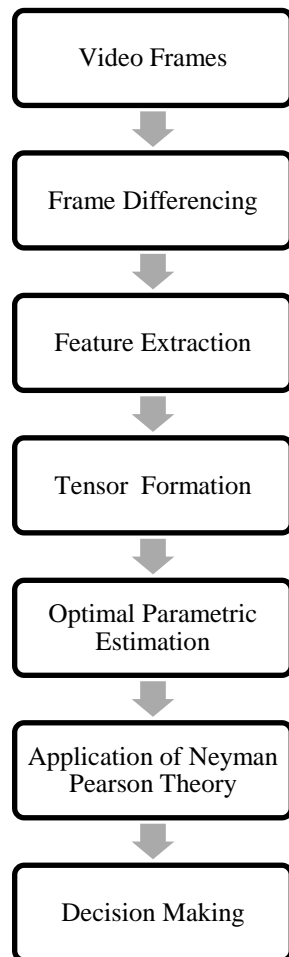 Video Frames
Frame Differencing
Feature Extraction
Tensor Formation
Optimal Parametric
Estimation
Application of Neyman
Pearson Theory
Decision Making